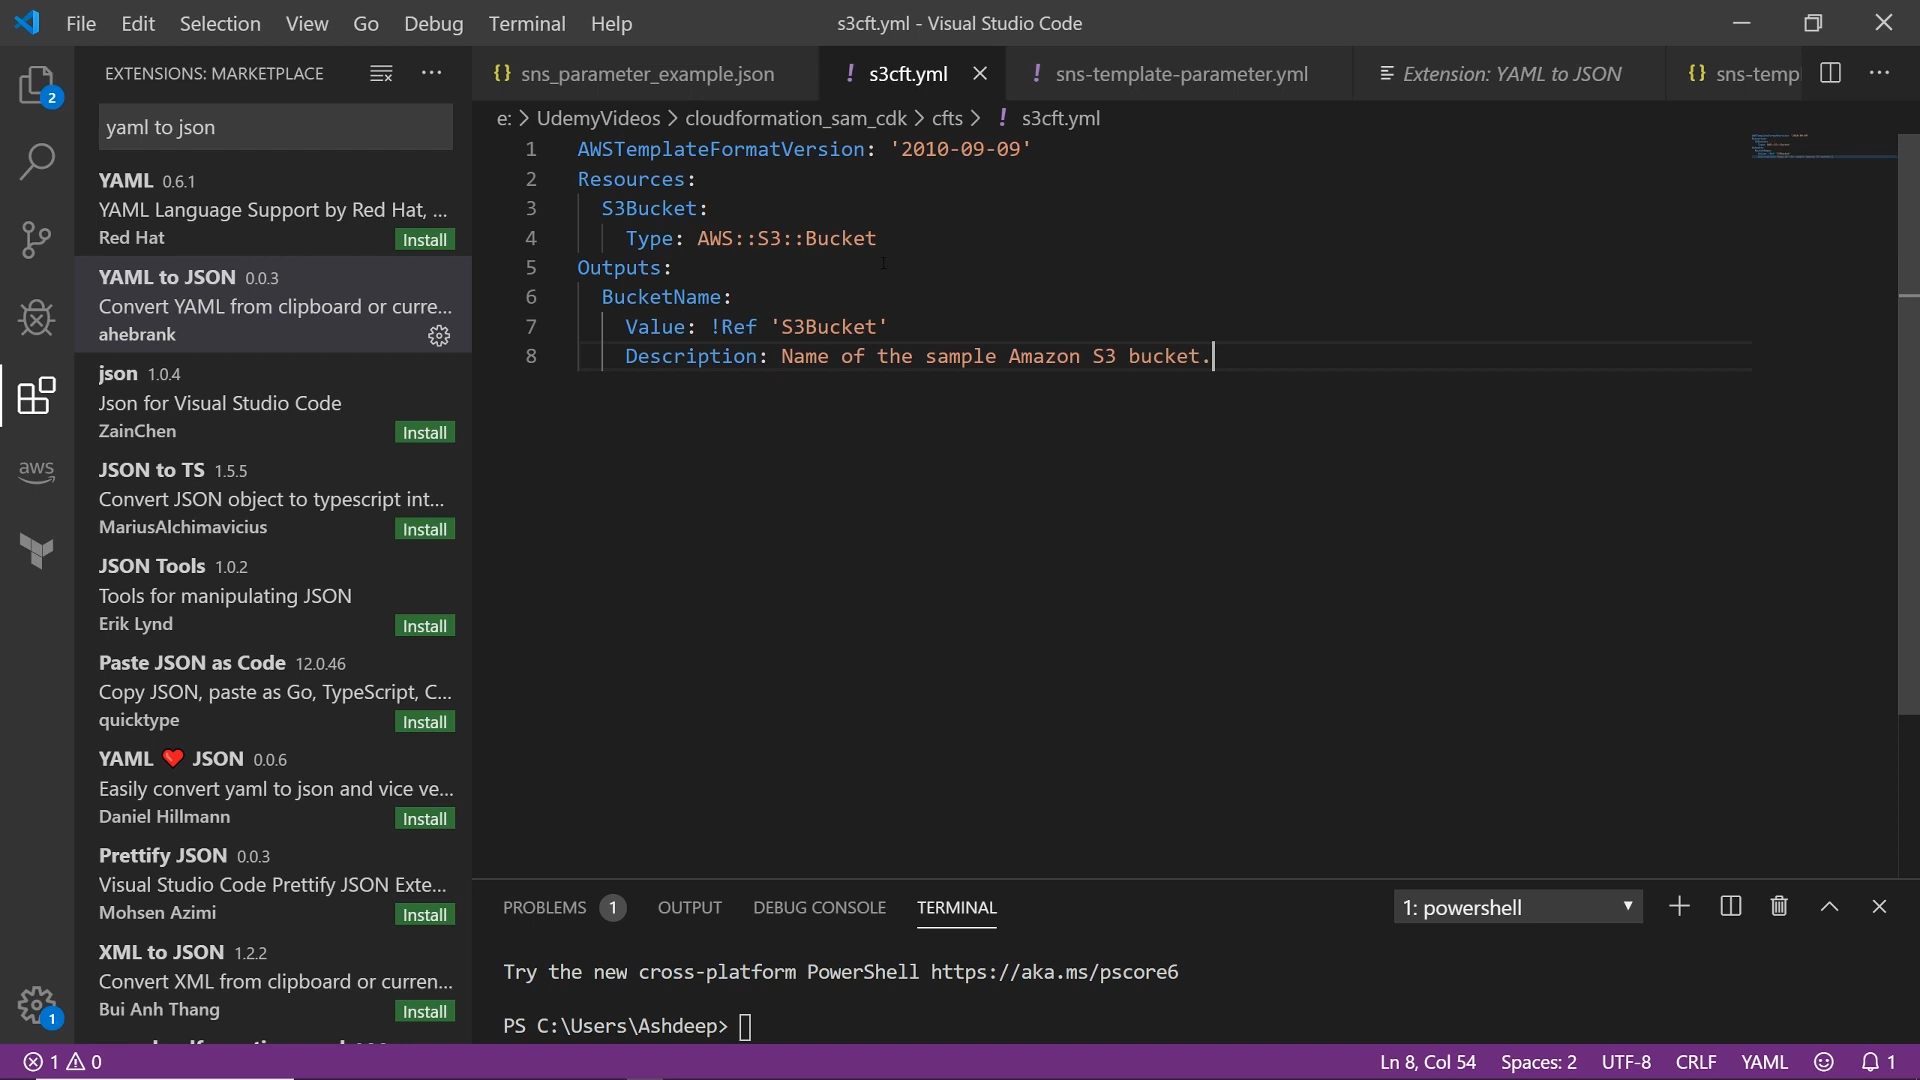 File Edit Selection View Go Debug Terminal Help
s3cft.yml - Visual Studio Code
EXTENSIONS: MARKETPLACE
yaml to json
YAML 0.6.1
YAML Language Support by Red Hat, ...
Red Hat
Install
YAML to JSON 0.0.3
Convert YAML from clipboard or curre...
ahebrank
json 1.0.4
Json for Visual Studio Code
ZainChen
Install
JSON to TS 1.5.5
Convert JSON object to typescript int...
MariusAlchimavicius
Install
JSON Tools 1.0.2
Tools for manipulating JSON
Erik Lynd
Install
Paste JSON as Code 12.0.46
Copy JSON, paste as Go, TypeScript, C...
quicktype
Install
YAML ❤️ JSON 0.0.6
Easily convert yaml to json and vice ve...
Daniel Hillmann
Install
Prettify JSON 0.0.3
Visual Studio Code Prettify JSON Exte...
Mohsen Azimi
Install
XML to JSON 1.2.2
Convert XML from clipboard or curren...
Bui Anh Thang
Install
2
aws
1
{} sns_parameter_example.json
! s3cft.yml
! sns-template-parameter.yml
Extension: YAML to JSON
{} sns-temp
e: > UdemyVideos > cloudformation_sam_cdk > cfts > ! s3cft.yml
1 AWSTemplateFormatVersion: '2010-09-09'
2 Resources:
3 S3Bucket:
4 Type: AWS::S3::Bucket
5 Outputs:
6 BucketName:
7 Value: !Ref 'S3Bucket'
8 Description: Name of the sample Amazon S3 bucket.
PROBLEMS 1 OUTPUT DEBUG CONSOLE TERMINAL
1: powershell
Try the new cross-platform PowerShell https://aka.ms/pscore6
PS C:\Users\Ashdeep>
1 0
Ln 8, Col 54 Spaces: 2 UTF-8 CRLF YAML 1